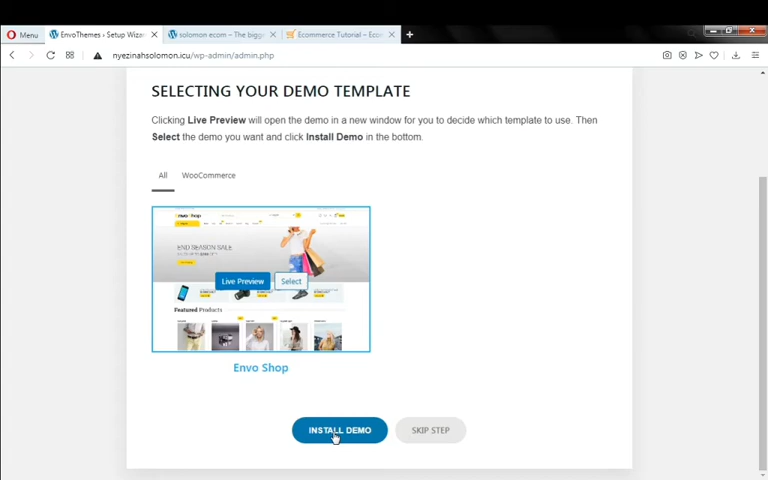 Menu
EnvoThemes › Setup Wizar
solomon ecom – The bigge
Ecommerce Tutorial – Ecom
nyezinahsolomon.icu/wp-admin/admin.php
SELECTING YOUR DEMO TEMPLATE
Clicking Live Preview will open the demo in a new window for you to decide which template to use. Then
Select the demo you want and click Install Demo in the bottom.
All
WooCommerce
END SEASON SALE
Live Preview
Select
Featured Products
Envo Shop
INSTALL DEMO
SKIP STEP